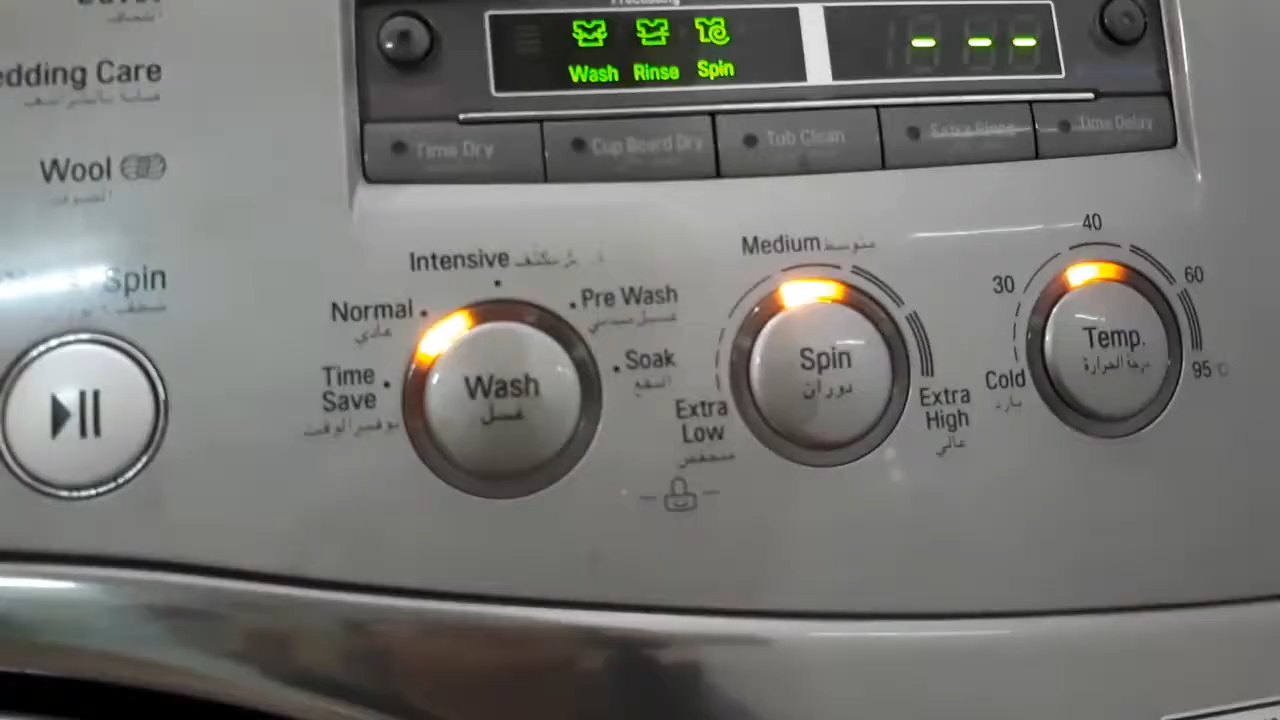 edding Care
Wool
Spin
Wash Rinse Spin
Time Dry
Cup Board Dry
Tub Clean
Extra Rinse
Time Delay
Intensive
Normal
عادي
Time
Save
Pre Wash
Soak
النقع
Wash
غسل
Medium متوسط
Extra
Low
منخفض
Spin
دوران
Extra
High
عالي
Cold
بارد
30
40
60
95
Temp.
درجة الحرارة